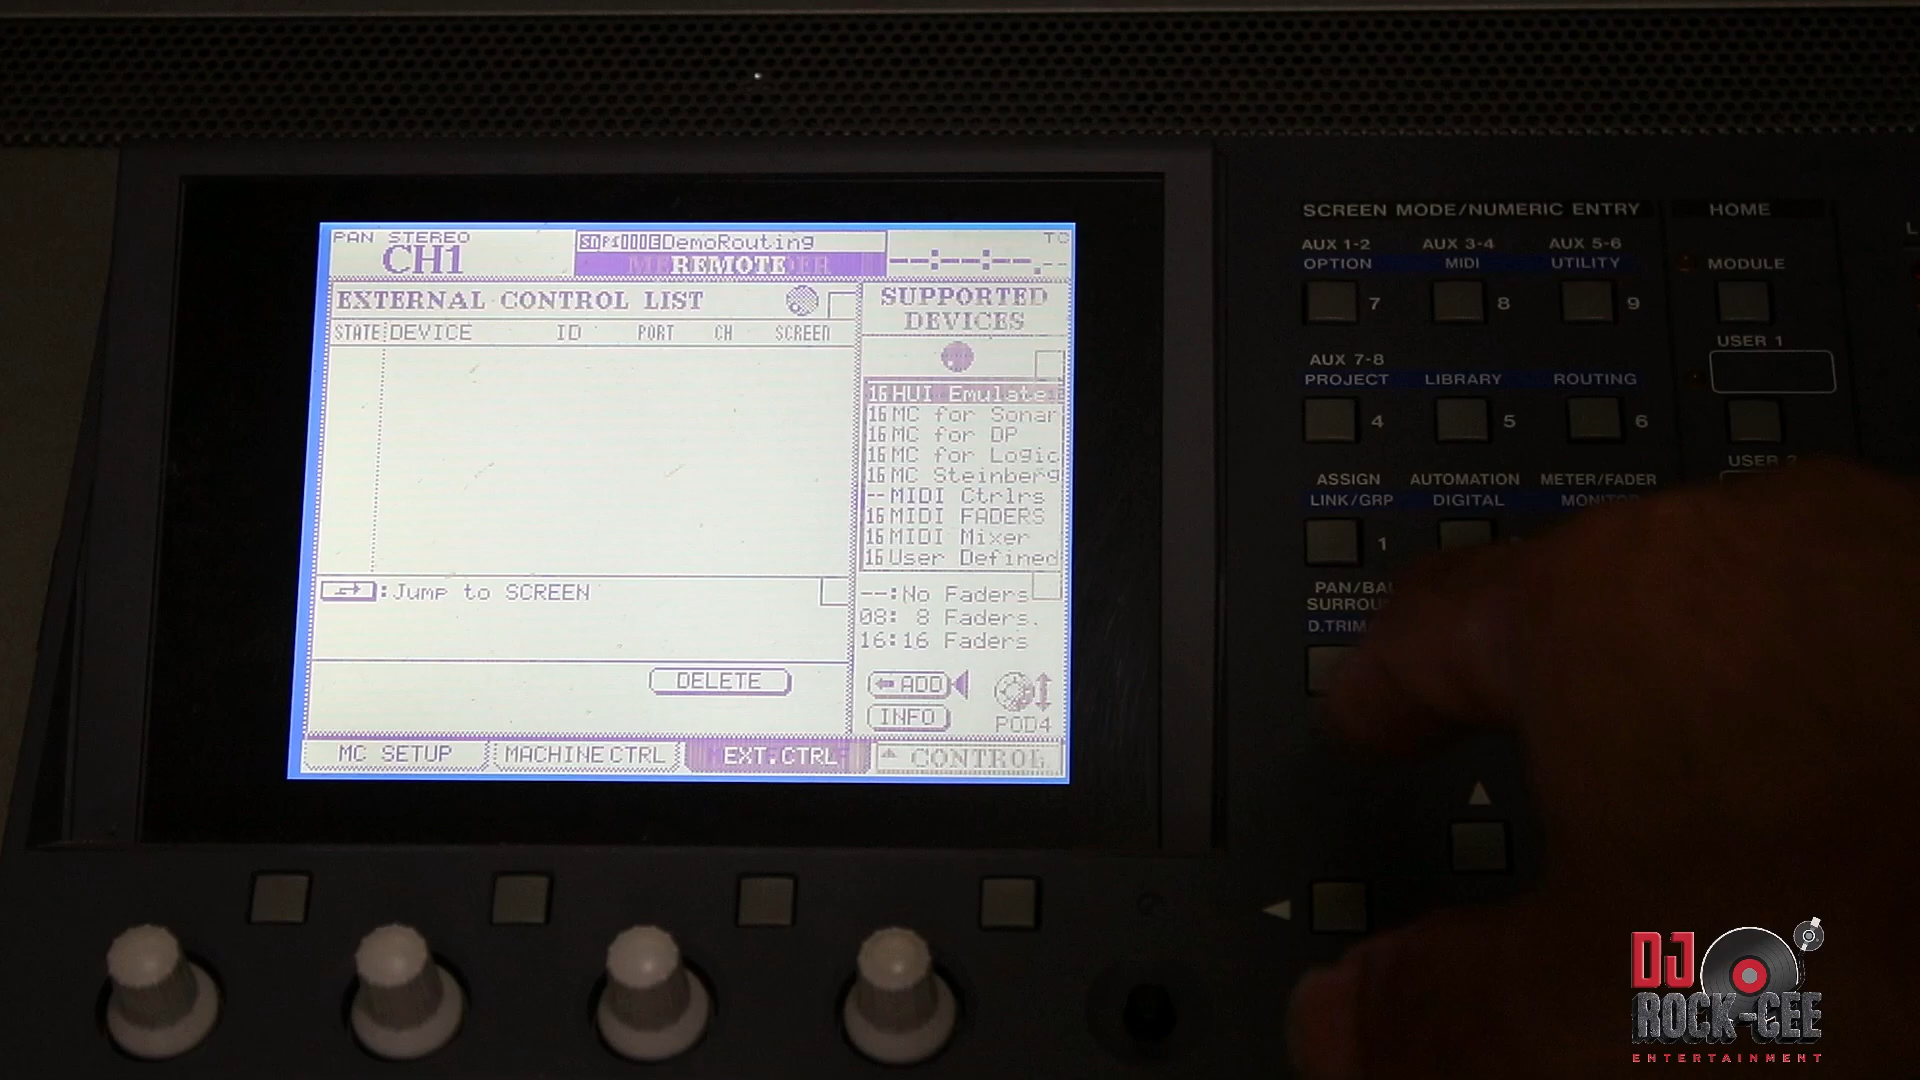 PAN STEREO
CH1
DemoRouting
REMOTE
TC
--:--:--.--
EXTERNAL CONTROL LIST
STATE DEVICE ID PORT CH SCREEN
:Jump to SCREEN
DELETE
SUPPORTED
DEVICES
16 HUI Emulate
16 MC for Sonar
16 MC for DP
16 MC for Logic
16 MC Steinberg
-- MIDI Ctrlrs
16 MIDI FADERS
16 MIDI Mixer
16 User Defined
--:No Faders
08: 8 Faders.
16:16 Faders
ADD
INFO
POD4
MC SETUP MACHINE CTRL EXT.CTRL CONTROL
SCREEN MODE/NUMERIC ENTRY
AUX 1-2 AUX 3-4 AUX 5-6
OPTION MIDI UTILITY
7 8 9
AUX 7-8
PROJECT LIBRARY ROUTING
4 5 6
ASSIGN AUTOMATION METER/FADER
LINK/GRP DIGITAL
1
PAN/BAL
D.TRIM
HOME
MODULE
USER 1
USER 2
DJ
ROCK-CEE
ENTERTAINMENT